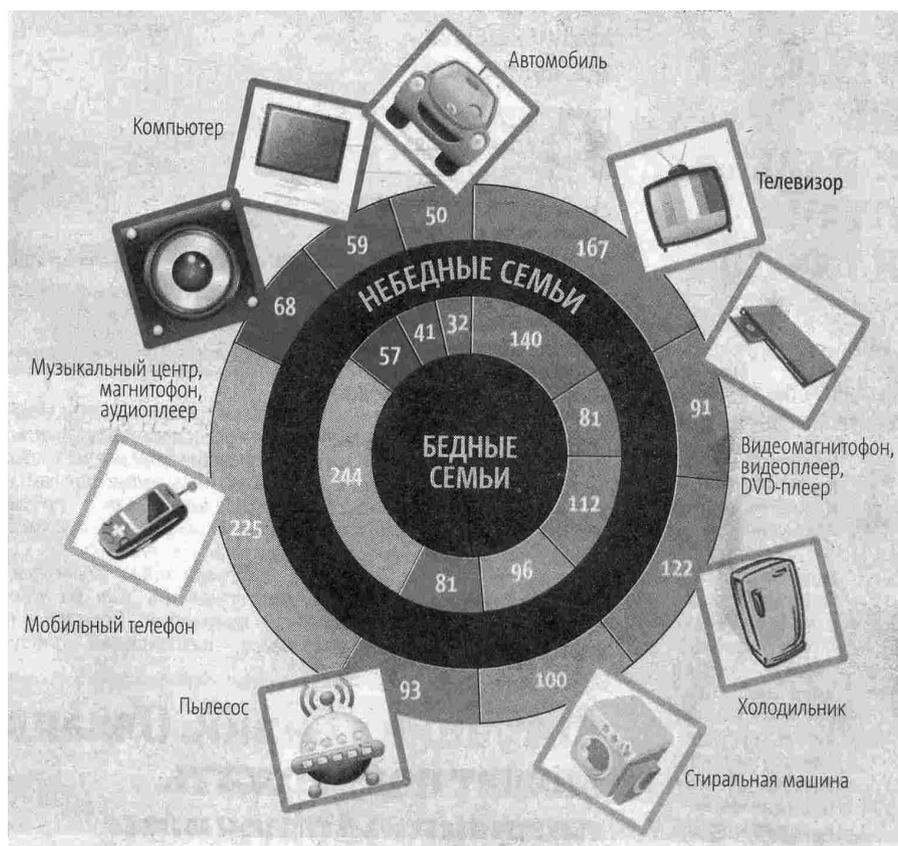 Автомобиль
Компьютер
Телевизор
50
59
167
68
НЕБЕДНЫЕ СЕМЬИ
32
41
57
140
Музыкальный центр,
магнитофон,
аудиоплеер
81
91
Видеомагнитофон,
видеоплеер,
DVD-плеер
БЕДНЫЕ
СЕМЬИ
244
112
225
122
96
81
Мобильный телефон
Пылесос
93
100
Холодильник
Стиральная машина